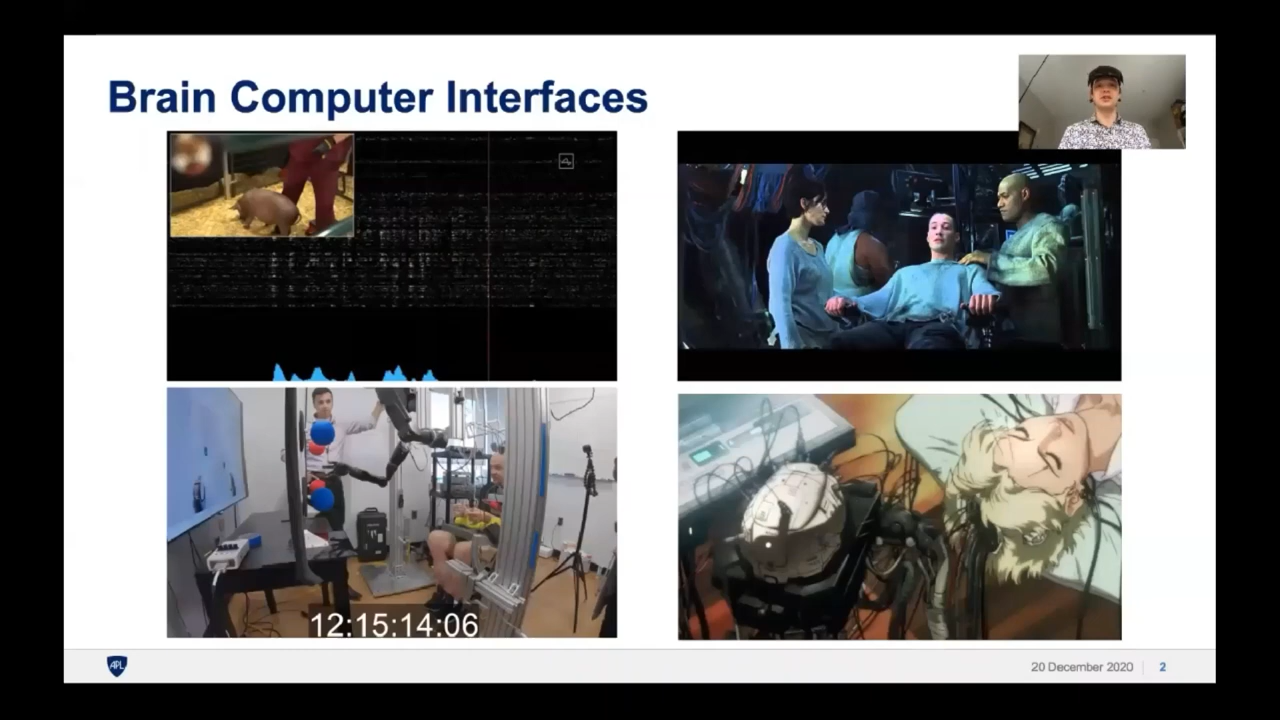 Brain Computer Interfaces
12:15:14:06
APL
20 December 2020
2